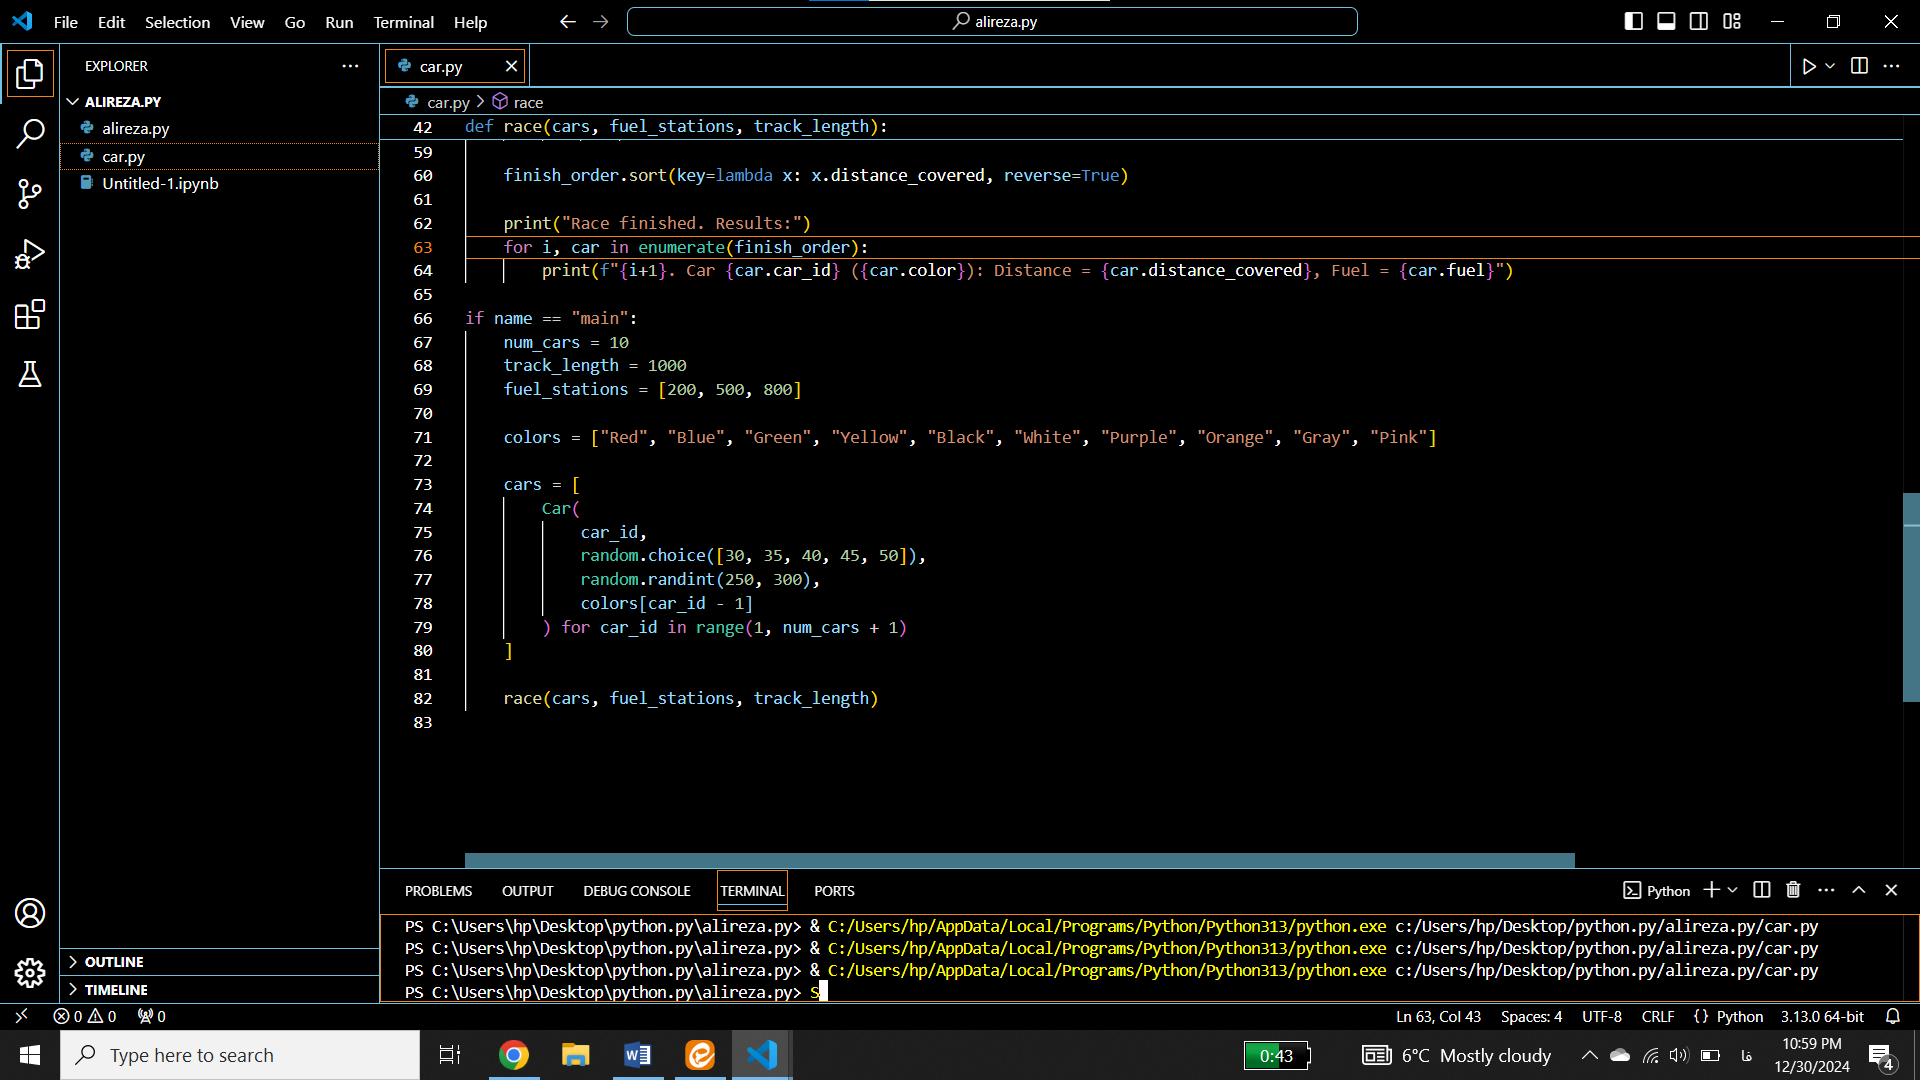 File Edit Selection View Go Run Terminal Help
alireza.py
EXPLORER
ALIREZA.PY
alireza.py
car.py
Untitled-1.ipynb
OUTLINE
TIMELINE
car.py
car.py > race
42 def race(cars, fuel_stations, track_length):
59
60 finish_order.sort(key=lambda x: x.distance_covered, reverse=True)
61
62 print("Race finished. Results:")
63 for i, car in enumerate(finish_order):
64 print(f"{i+1}. Car {car.car_id} ({car.color}): Distance = {car.distance_covered}, Fuel = {car.fuel}")
65
66 if name == "main":
67 num_cars = 10
68 track_length = 1000
69 fuel_stations = [200, 500, 800]
70
71 colors = ["Red", "Blue", "Green", "Yellow", "Black", "White", "Purple", "Orange", "Gray", "Pink"]
72
73 cars = [
74 Car(
75 car_id,
76 random.choice([30, 35, 40, 45, 50]),
77 random.randint(250, 300),
78 colors[car_id - 1]
79 ) for car_id in range(1, num_cars + 1)
80 ]
81
82 race(cars, fuel_stations, track_length)
83
PROBLEMS OUTPUT DEBUG CONSOLE TERMINAL PORTS
Python
PS C:\Users\hp\Desktop\python.py\alireza.py> & C:/Users/hp/AppData/Local/Programs/Python/Python313/python.exe c:/Users/hp/Desktop/python.py/alireza.py/car.py
PS C:\Users\hp\Desktop\python.py\alireza.py> & C:/Users/hp/AppData/Local/Programs/Python/Python313/python.exe c:/Users/hp/Desktop/python.py/alireza.py/car.py
PS C:\Users\hp\Desktop\python.py\alireza.py> & C:/Users/hp/AppData/Local/Programs/Python/Python313/python.exe c:/Users/hp/Desktop/python.py/alireza.py/car.py
PS C:\Users\hp\Desktop\python.py\alireza.py> S
0 0 0
Ln 63, Col 43 Spaces: 4 UTF-8 CRLF {} Python 3.13.0 64-bit
Type here to search
0:43
6°C Mostly cloudy
فا
10:59 PM
12/30/2024
4